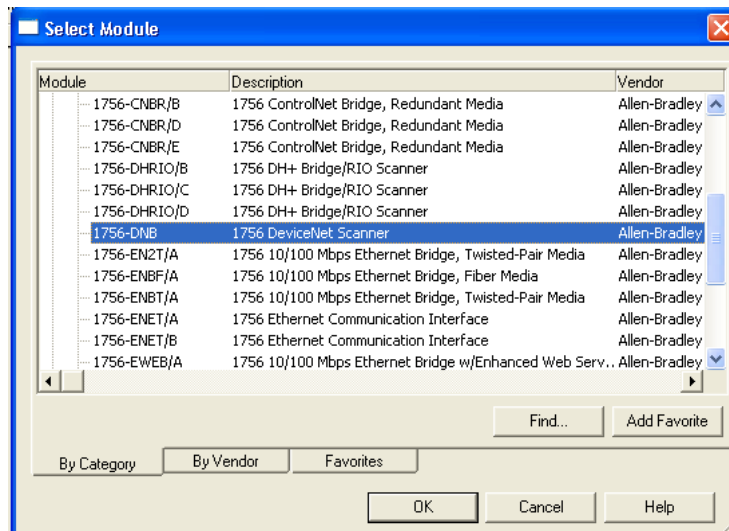 Select Module
Module Description Vendor
1756-CNBR/B 1756 ControlNet Bridge, Redundant Media Allen-Bradley
1756-CNBR/D 1756 ControlNet Bridge, Redundant Media Allen-Bradley
1756-CNBR/E 1756 ControlNet Bridge, Redundant Media Allen-Bradley
1756-DHRIO/B 1756 DH+ Bridge/RIO Scanner Allen-Bradley
1756-DHRIO/C 1756 DH+ Bridge/RIO Scanner Allen-Bradley
1756-DHRIO/D 1756 DH+ Bridge/RIO Scanner Allen-Bradley
1756-DNB 1756 DeviceNet Scanner Allen-Bradley
1756-EN2T/A 1756 10/100 Mbps Ethernet Bridge, Twisted-Pair Media Allen-Bradley
1756-ENBF/A 1756 10/100 Mbps Ethernet Bridge, Fiber Media Allen-Bradley
1756-ENBT/A 1756 10/100 Mbps Ethernet Bridge, Twisted-Pair Media Allen-Bradley
1756-ENET/A 1756 Ethernet Communication Interface Allen-Bradley
1756-ENET/B 1756 Ethernet Communication Interface Allen-Bradley
1756-EWEB/A 1756 10/100 Mbps Ethernet Bridge w/Enhanced Web Serv.. Allen-Bradley
Find... Add Favorite
By Category By Vendor Favorites
OK Cancel Help